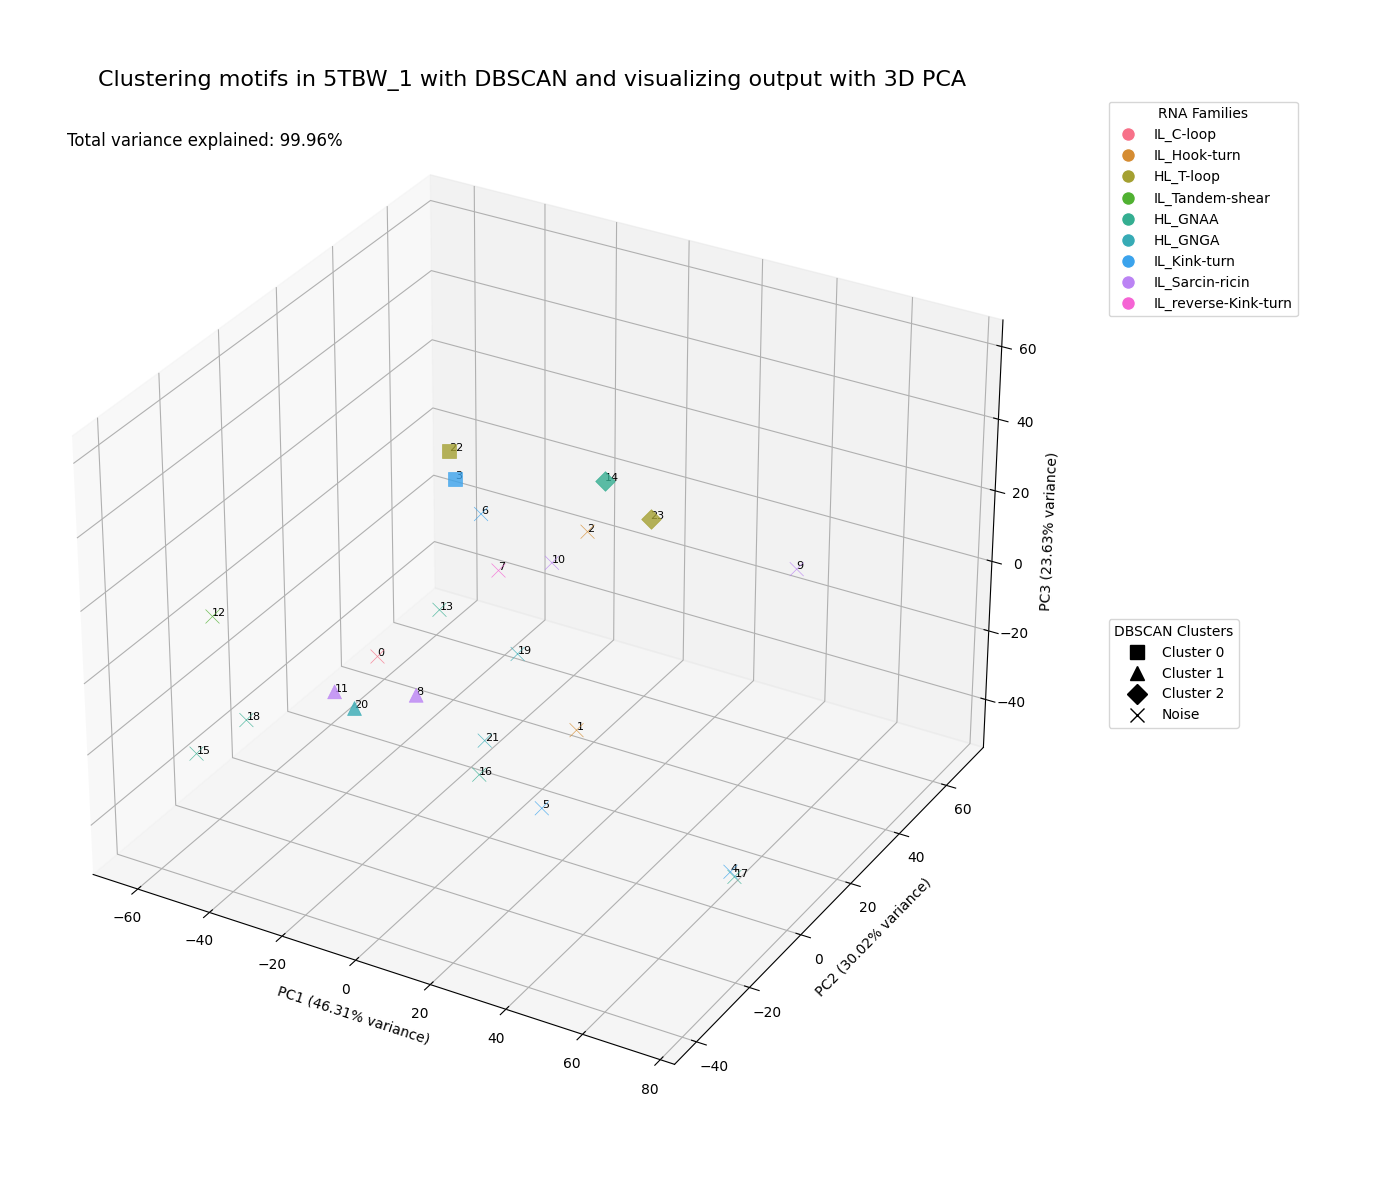 Clustering motifs in 5TBW_1 with DBSCAN and visualizing output with 3D PCA
Total variance explained: 99.96%
RNA Families
IL_C-loop
IL_Hook-turn
HL_T-loop
IL_Tandem-shear
HL_GNAA
HL_GNGA
IL_Kink-turn
IL_Sarcin-ricin
IL_reverse-Kink-turn
22
3
6
14
23
2
10
7
9
12
13
0
19
11
8
20
18
15
1
21
16
5
4
17
60
40
20
0
−20
−40
PC3 (23.63% variance)
DBSCAN Clusters
Cluster 0
Cluster 1
Cluster 2
Noise
60
40
20
0
−20
−40
PC2 (30.02% variance)
−60
−40
−20
0
20
40
60
80
PC1 (46.31% variance)